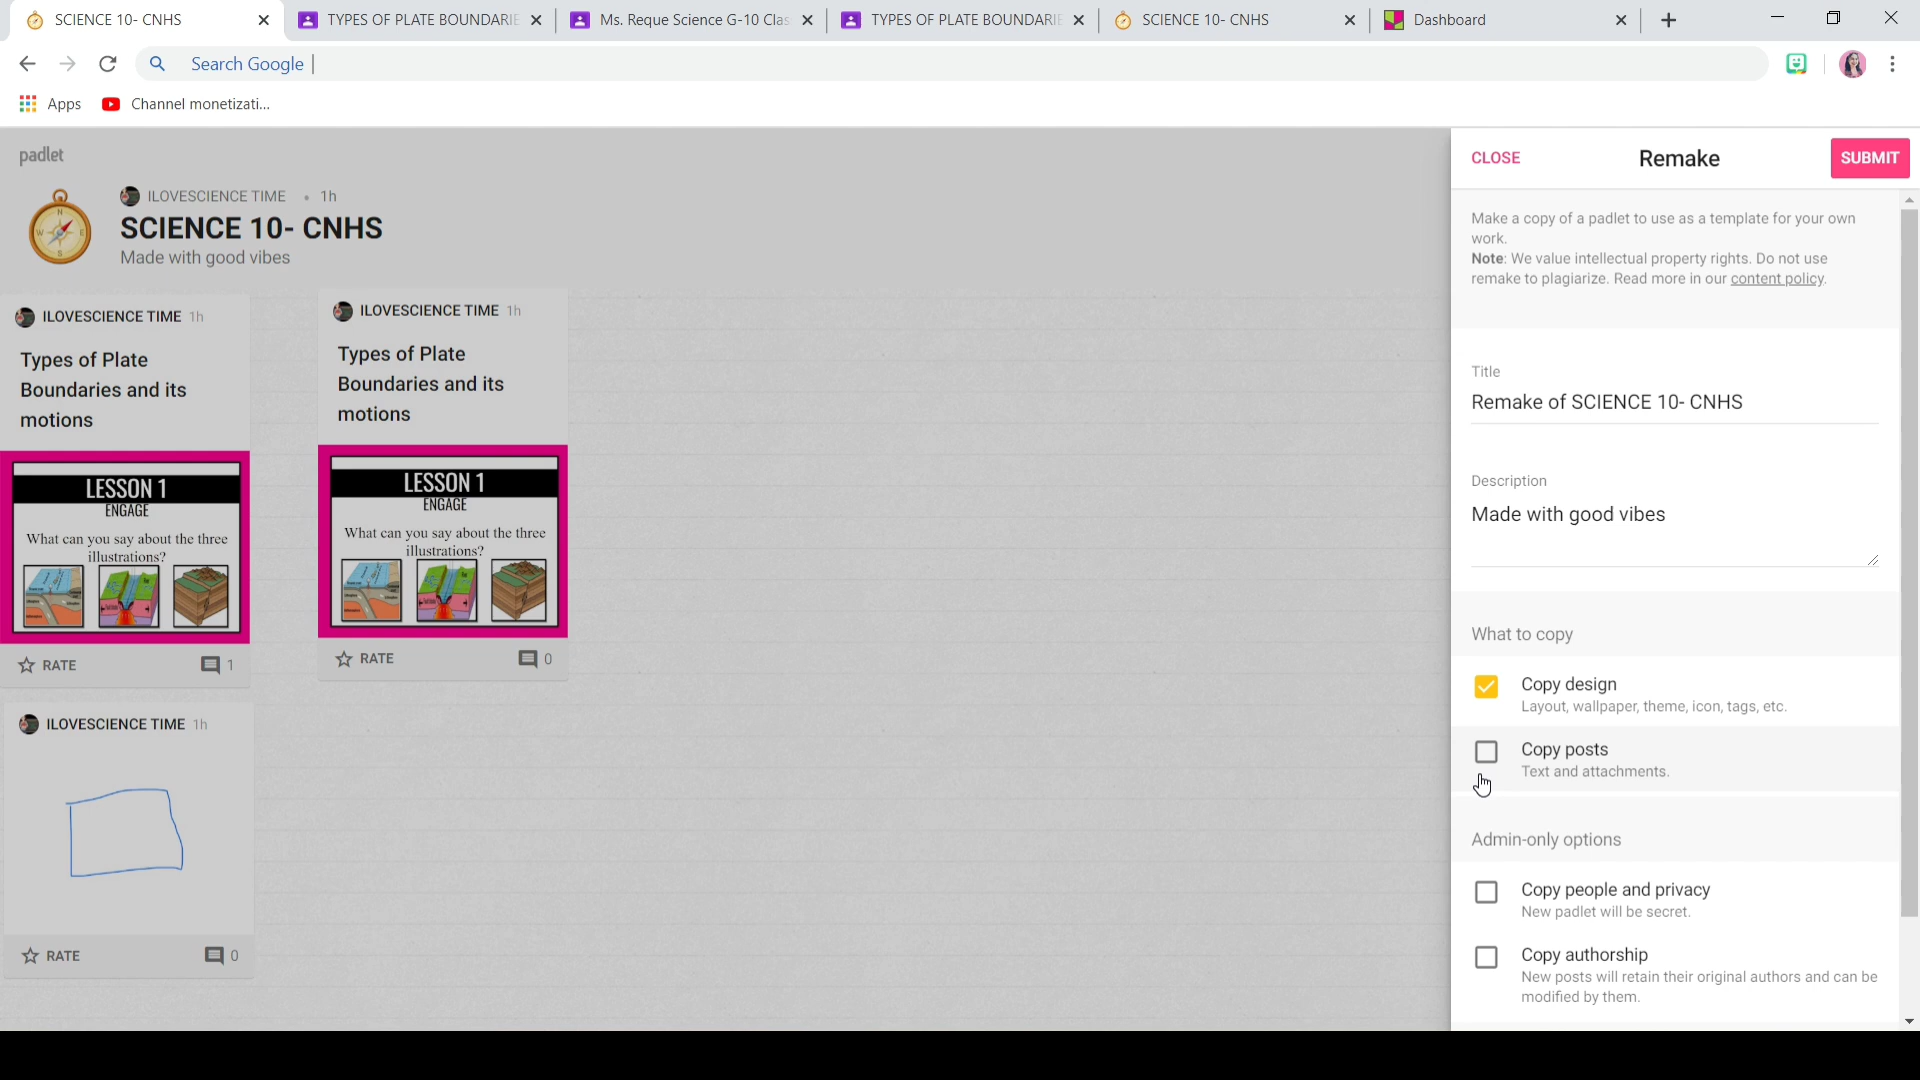 SCIENCE 10- CNHS
TYPES OF PLATE BOUNDARIE
Ms. Reque Science G-10 Clas
TYPES OF PLATE BOUNDARIE
SCIENCE 10- CNHS
Dashboard
Search Google
Apps
Channel monetizati...
padlet
ILOVESCIENCE TIME • 1h
SCIENCE 10- CNHS
Made with good vibes
ILOVESCIENCE TIME 1h
Types of Plate
Boundaries and its
motions
LESSON 1
ENGAGE
What can you say about the three
illustrations?
RATE
1
ILOVESCIENCE TIME 1h
RATE
0
ILOVESCIENCE TIME 1h
Types of Plate
Boundaries and its
motions
LESSON 1
ENGAGE
What can you say about the three
illustrations?
RATE
0
CLOSE
Remake
SUBMIT
Make a copy of a padlet to use as a template for your own
work.
Note: We value intellectual property rights. Do not use
remake to plagiarize. Read more in our content policy.
Title
Remake of SCIENCE 10- CNHS
Description
Made with good vibes
What to copy
Copy design
Layout, wallpaper, theme, icon, tags, etc.
Copy posts
Text and attachments.
Admin-only options
Copy people and privacy
New padlet will be secret.
Copy authorship
New posts will retain their original authors and can be
modified by them.